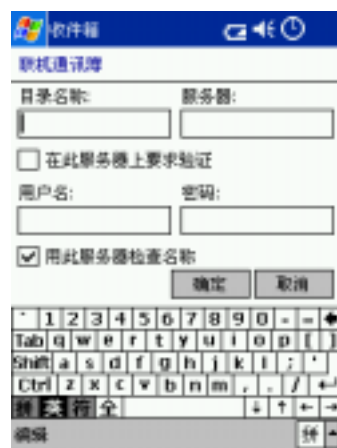 收件箱
联机通讯簿
目录名称: 服务器:
在此服务器上要求验证
用户名: 密码:
用此服务器检查名称
确定 取消
` 1 2 3 4 5 6 7 8 9 0 - =
Tab q w e r t y u i o p [ ]
Shift a s d f g h j k l ; '
Ctrl z x c v b n m , . /
拼 英 符 全
编辑 拼